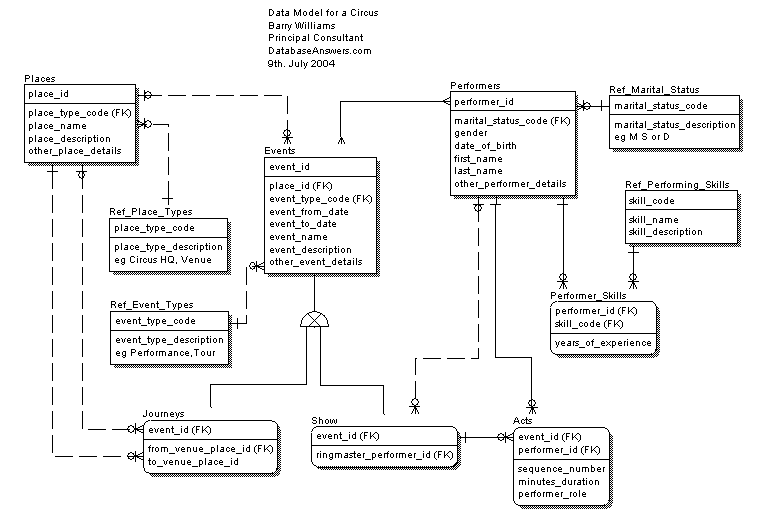 Data Model for a Circus
Barry Williams
Principal Consultant
DatabaseAnswers.com
9th. July 2004
Places
place_id
place_type_code (FK)
place_name
place_description
other_place_details
Performers
performer_id
marital_status_code (FK)
gender
date_of_birth
first_name
last_name
other_performer_details
Ref_Marital_Status
marital_status_code
marital_status_description
eg M S or D
Events
event_id
place_id (FK)
event_type_code (FK)
event_from_date
event_to_date
event_name
event_description
other_event_details
Ref_Place_Types
place_type_code
place_type_description
eg Circus HQ, Venue
Ref_Performing_Skills
skill_code
skill_name
skill_description
Ref_Event_Types
event_type_code
event_type_description
eg Performance,Tour
Performer_Skills
performer_id (FK)
skill_code (FK)
years_of_experience
Journeys
event_id (FK)
from_venue_place_id (FK)
to_venue_place_id
Show
event_id (FK)
ringmaster_performer_id (FK)
Acts
event_id (FK)
performer_id (FK)
sequence_number
minutes_duration
performer_role